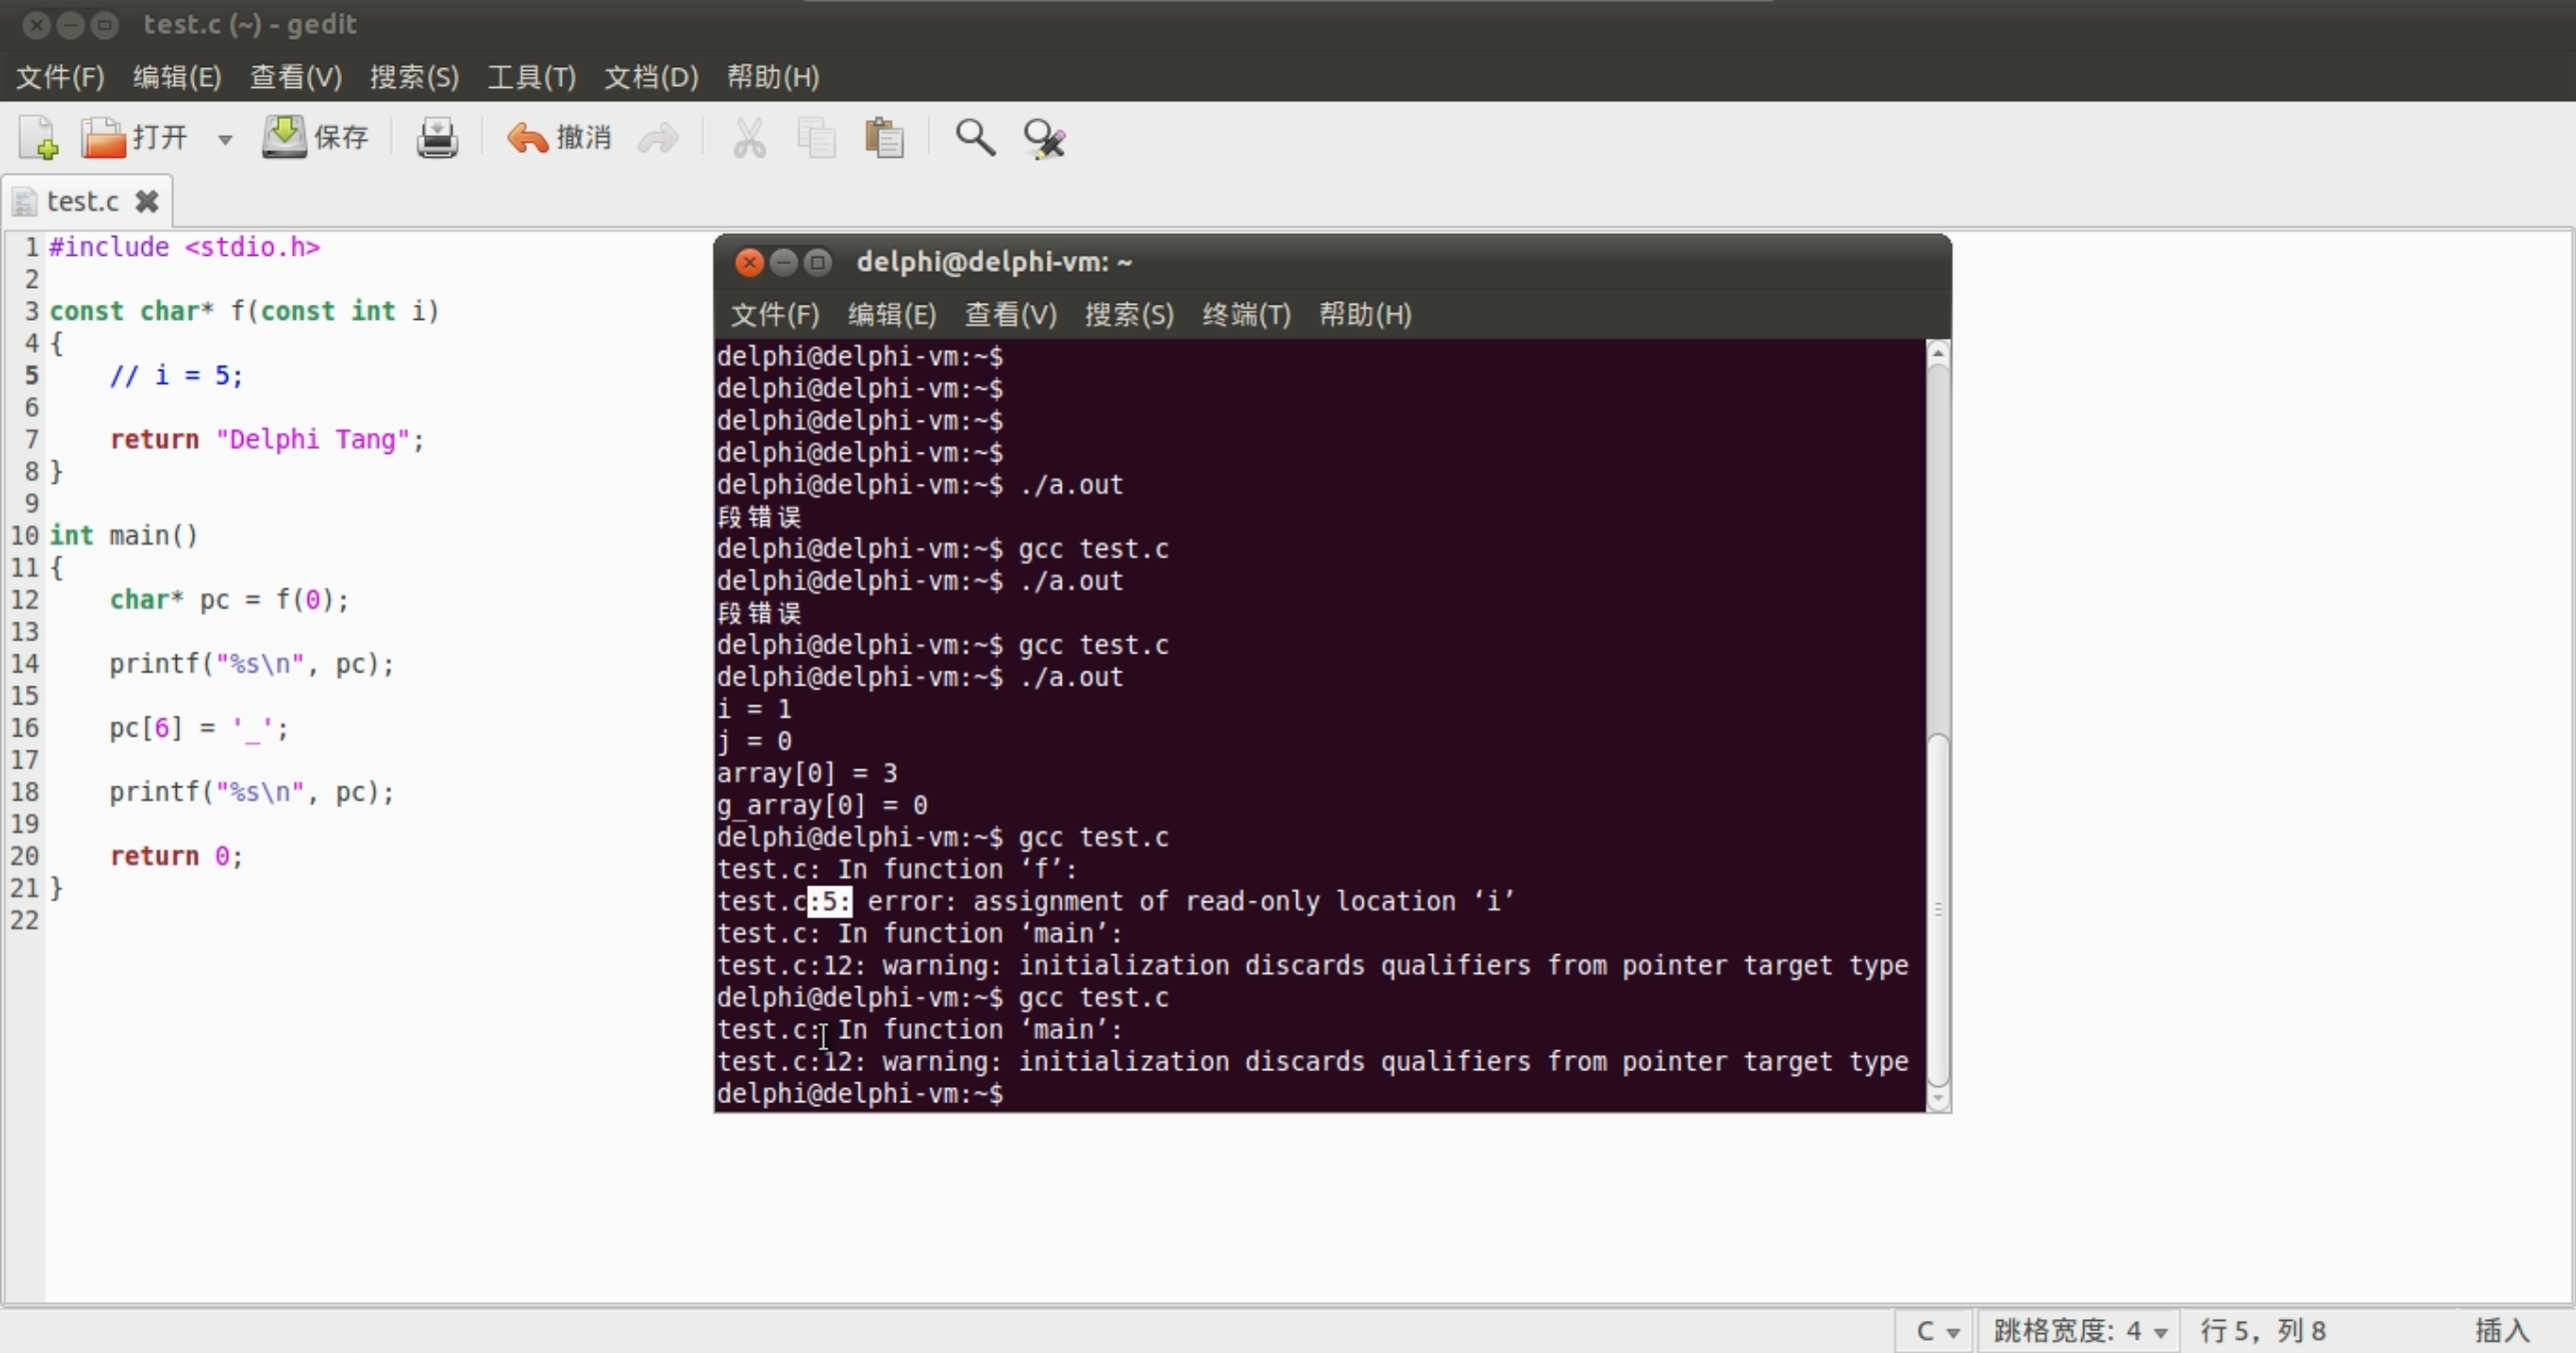 test.c (~) - gedit
文件(F) 编辑(E) 查看(V) 搜索(S) 工具(T) 文档(D) 帮助(H)
打开 保存 撤消
test.c
1 #include <stdio.h>
2
3 const char* f(const int i)
4 {
5     // i = 5;
6
7     return "Delphi Tang";
8 }
9
10 int main()
11 {
12     char* pc = f(0);
13
14     printf("%s\n", pc);
15
16     pc[6] = '_';
17
18     printf("%s\n", pc);
19
20     return 0;
21 }
22
delphi@delphi-vm: ~
文件(F) 编辑(E) 查看(V) 搜索(S) 终端(T) 帮助(H)
delphi@delphi-vm:~$
delphi@delphi-vm:~$
delphi@delphi-vm:~$
delphi@delphi-vm:~$
delphi@delphi-vm:~$ ./a.out
段错误
delphi@delphi-vm:~$ gcc test.c
delphi@delphi-vm:~$ ./a.out
段错误
delphi@delphi-vm:~$ gcc test.c
delphi@delphi-vm:~$ ./a.out
i = 1
j = 0
array[0] = 3
g_array[0] = 0
delphi@delphi-vm:~$ gcc test.c
test.c: In function ‘f’:
test.c:5: error: assignment of read-only location ‘i’
test.c: In function ‘main’:
test.c:12: warning: initialization discards qualifiers from pointer target type
delphi@delphi-vm:~$ gcc test.c
test.c: In function ‘main’:
test.c:12: warning: initialization discards qualifiers from pointer target type
delphi@delphi-vm:~$
C 跳格宽度: 4 行 5，列 8 插入